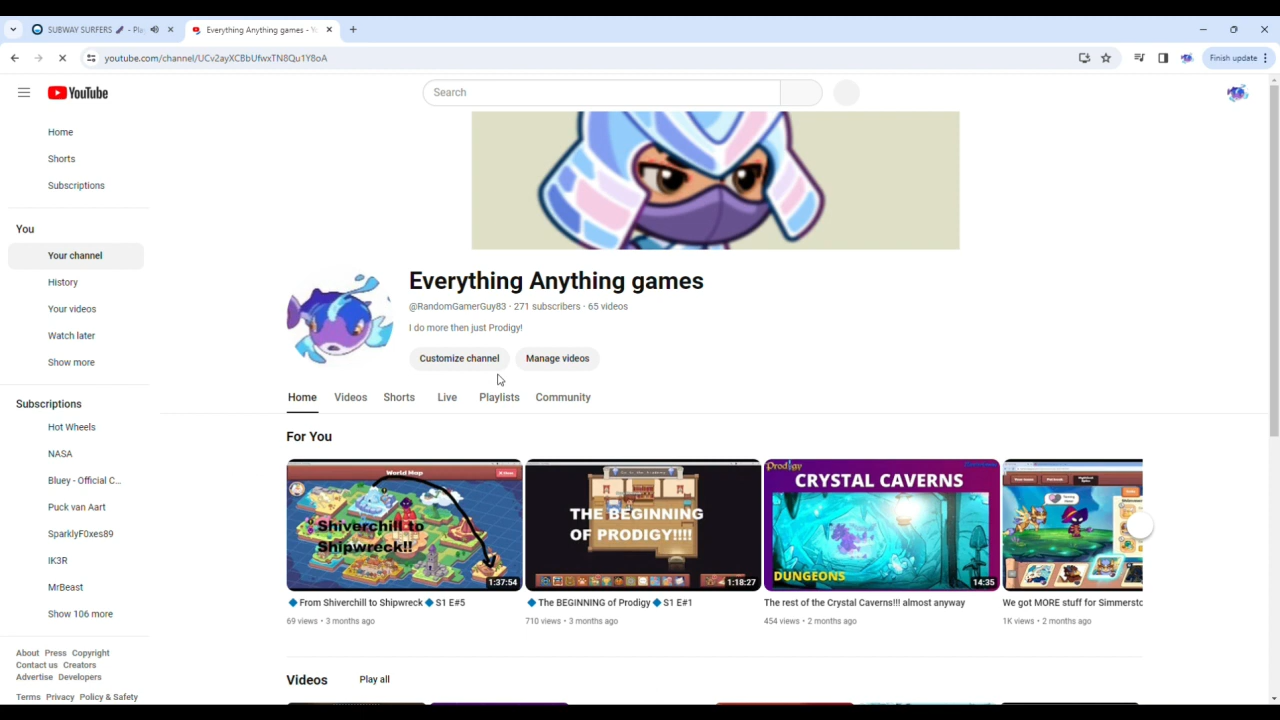 SUBWAY SURFERS - Pla
Everything Anything games - Y
youtube.com/channel/UCv2ayXCBbUfwxTN8Qu1Y8oA
Finish update
YouTube
Search
Home
Shorts
Subscriptions
You
Your channel
History
Your videos
Watch later
Show more
Subscriptions
Hot Wheels
NASA
Bluey - Official C...
Puck van Aart
SparklyF0xes89
IK3R
MrBeast
Show 106 more
About Press Copyright
Contact us Creators
Advertise Developers
Terms Privacy Policy & Safety
Everything Anything games
@RandomGamerGuy83 · 271 subscribers · 65 videos
I do more then just Prodigy!
Customize channel Manage videos
Home Videos Shorts Live Playlists Community
For You
World Map
Shiverchill to
Shipwreck!!
1:37:54
From Shiverchill to Shipwreck 🔷 S1 E#5
69 views · 3 months ago
THE BEGINNING
OF PRODIGY!!!!
1:18:27
The BEGINNING of Prodigy 🔷 S1 E#1
710 views · 3 months ago
Prodigy
CRYSTAL CAVERNS
DUNGEONS
14:35
The rest of the Crystal Caverns!!! almost anyway
454 views · 2 months ago
We got MORE stuff for Simmersto
1K views · 2 months ago
Videos Play all